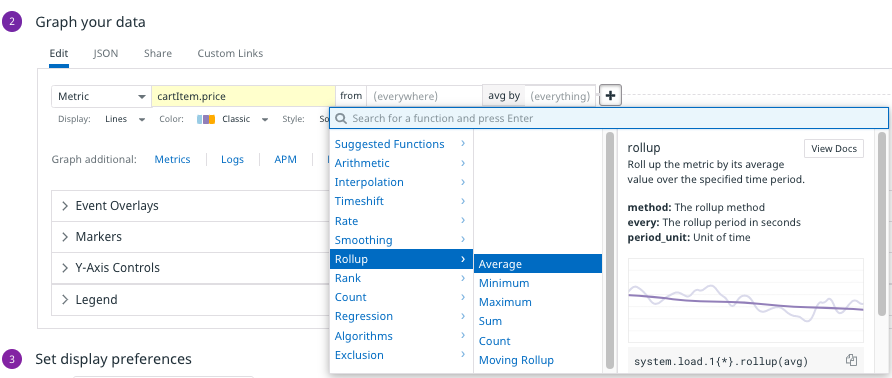 2 Graph your data
Edit JSON Share Custom Links
Metric cartItem.price from (everywhere) avg by (everything) +
Display: Lines Color: Classic Style: So
Search for a function and press Enter
Graph additional: Metrics Logs APM
Event Overlays
Markers
Y-Axis Controls
Legend
Suggested Functions
Arithmetic
Interpolation
Timeshift
Rate
Smoothing
Rollup
Rank
Count
Regression
Algorithms
Exclusion
Average
Minimum
Maximum
Sum
Count
Moving Rollup
rollup View Docs
Roll up the metric by its average
value over the specified time period.
method: The rollup method
every: The rollup period in seconds
period_unit: Unit of time
system.load.1{*}.rollup(avg)
3 Set display preferences